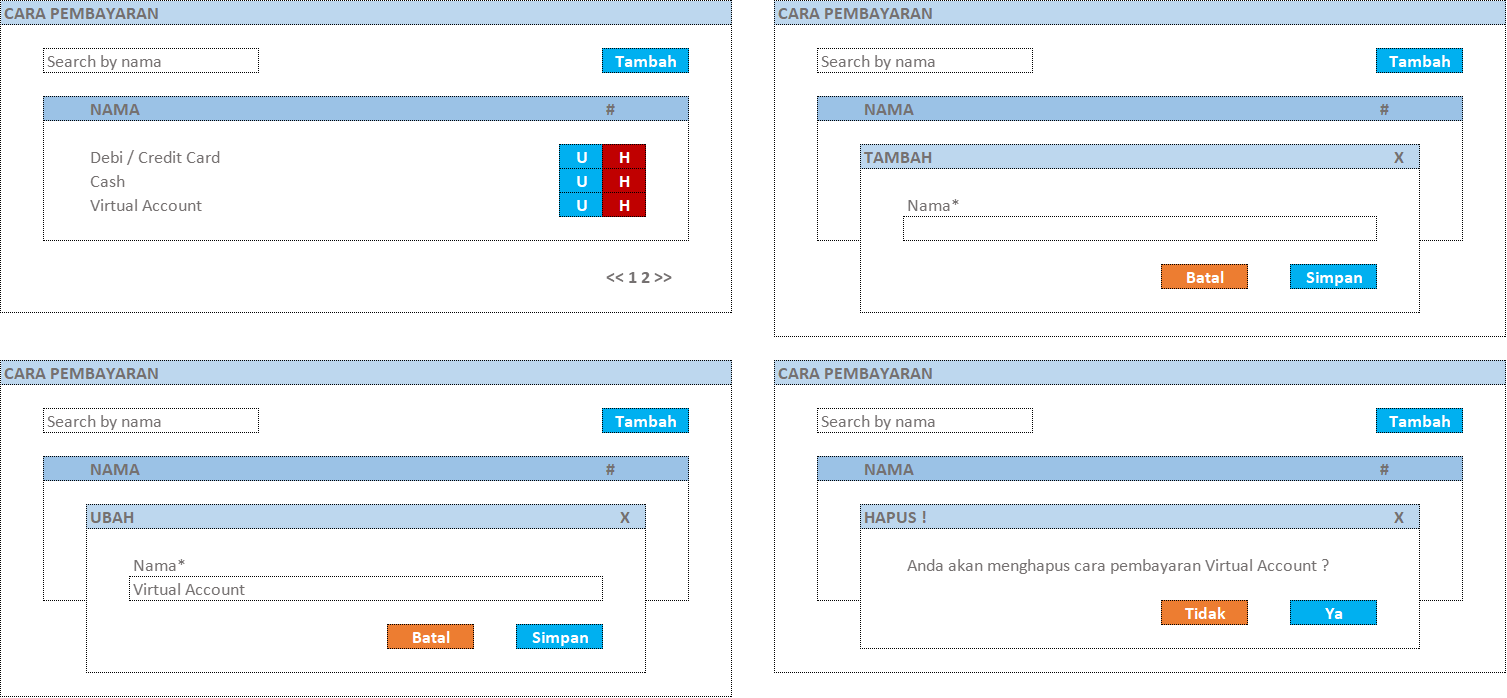 CARA PEMBAYARAN
Search by nama Tambah
NAMA #
Debi / Credit Card U H
Cash U H
Virtual Account U H
<< 1 2 >>
CARA PEMBAYARAN
Search by nama Tambah
NAMA #
TAMBAH X
Nama*
Batal Simpan
CARA PEMBAYARAN
Search by nama Tambah
NAMA #
UBAH X
Nama*
Virtual Account
Batal Simpan
CARA PEMBAYARAN
Search by nama Tambah
NAMA #
HAPUS ! X
Anda akan menghapus cara pembayaran Virtual Account ?
Tidak Ya